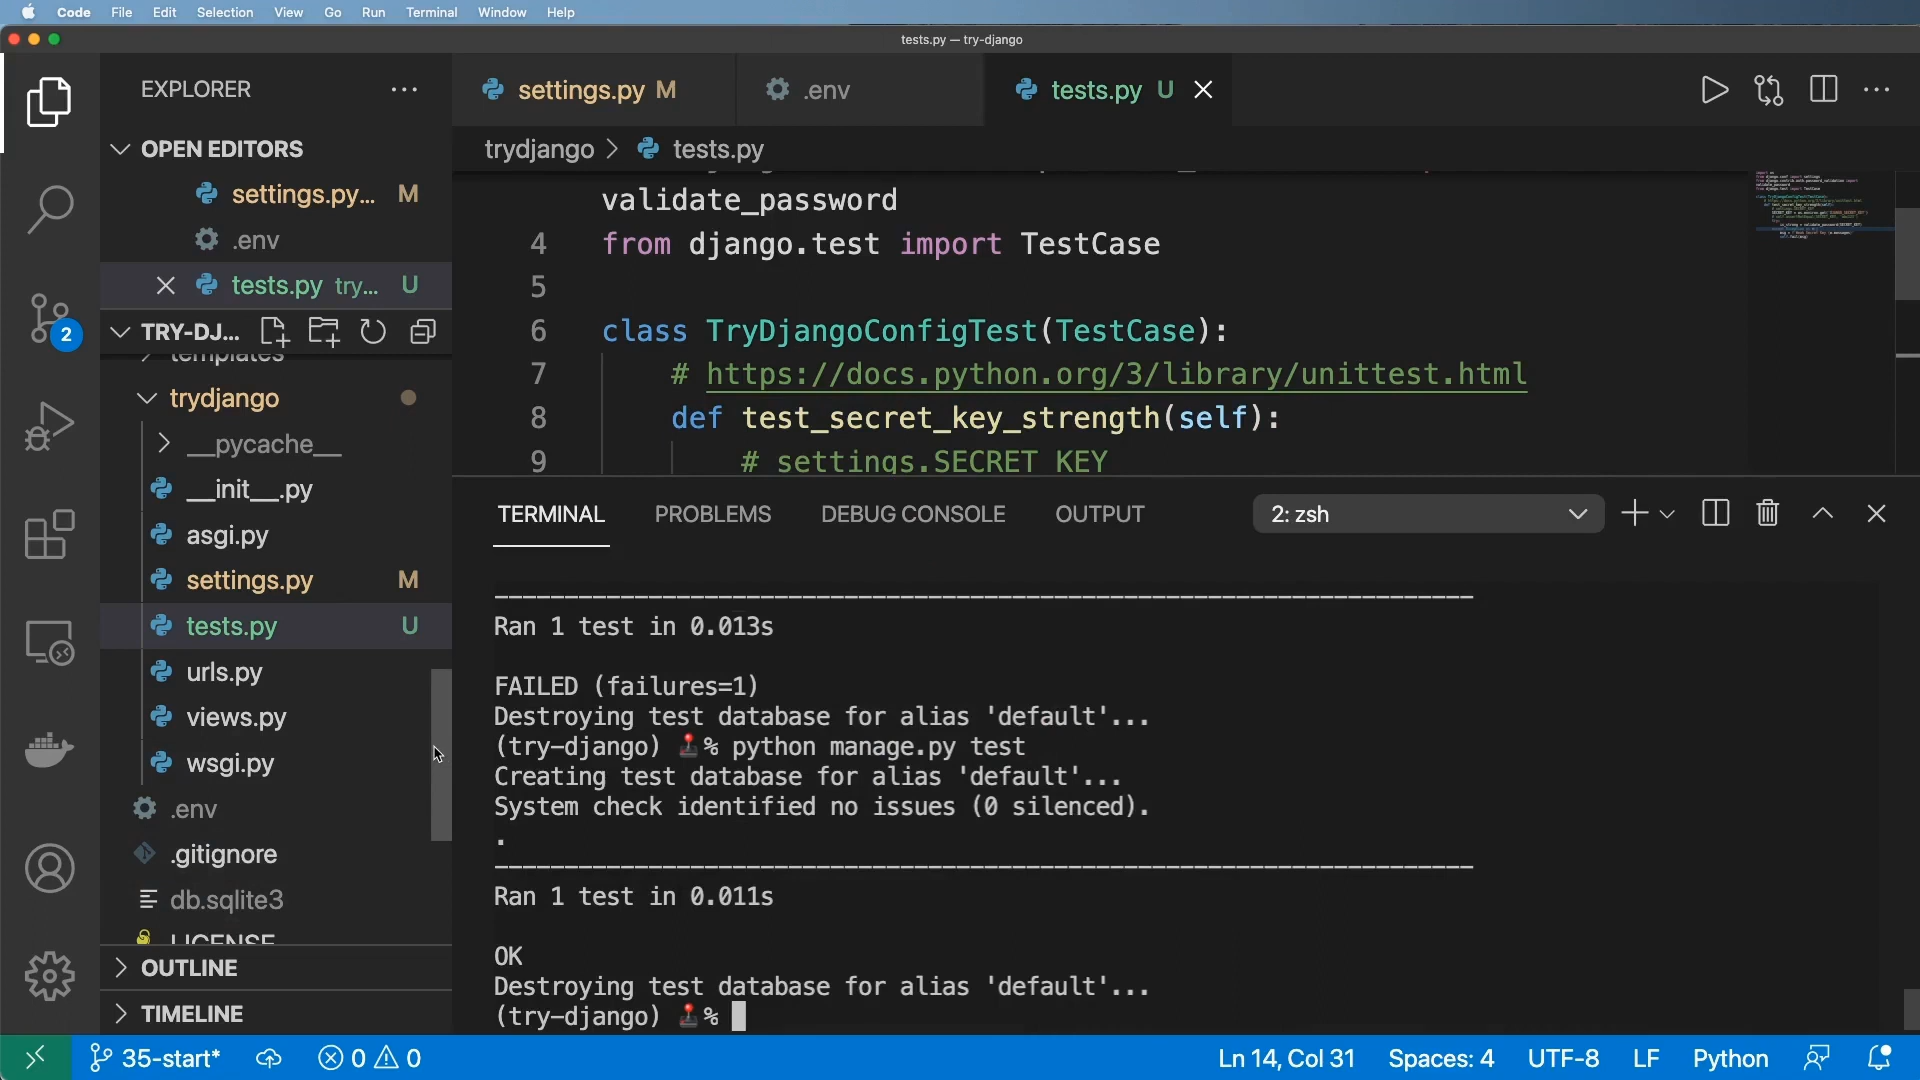 Code File Edit Selection View Go Run Terminal Window Help
tests.py — try-django
EXPLORER
OPEN EDITORS
settings.py... M
.env
tests.py try... U
TRY-DJ...
templates
trydjango
__pycache__
__init__.py
asgi.py
settings.py M
tests.py U
urls.py
views.py
wsgi.py
.env
.gitignore
db.sqlite3
LICENSE
OUTLINE
TIMELINE
2
settings.py M
.env
tests.py U
trydjango > tests.py
validate_password
4 from django.test import TestCase
5
6 class TryDjangoConfigTest(TestCase):
7 # https://docs.python.org/3/library/unittest.html
8 def test_secret_key_strength(self):
9 # settings.SECRET_KEY
TERMINAL PROBLEMS DEBUG CONSOLE OUTPUT 2: zsh
Ran 1 test in 0.013s
FAILED (failures=1)
Destroying test database for alias 'default'...
(try-django) % python manage.py test
Creating test database for alias 'default'...
System check identified no issues (0 silenced).
.
Ran 1 test in 0.011s
OK
Destroying test database for alias 'default'...
(try-django) %
35-start* 0 0 Ln 14, Col 31 Spaces: 4 UTF-8 LF Python